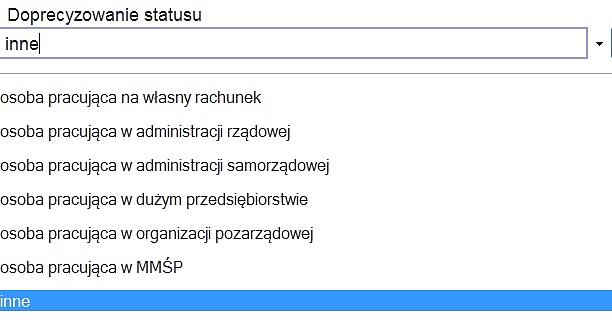 Doprecyzowanie statusu
inne
osoba pracująca na własny rachunek
osoba pracująca w administracji rządowej
osoba pracująca w administracji samorządowej
osoba pracująca w dużym przedsiębiorstwie
osoba pracująca w organizacji pozarządowej
osoba pracująca w MMŚP
inne